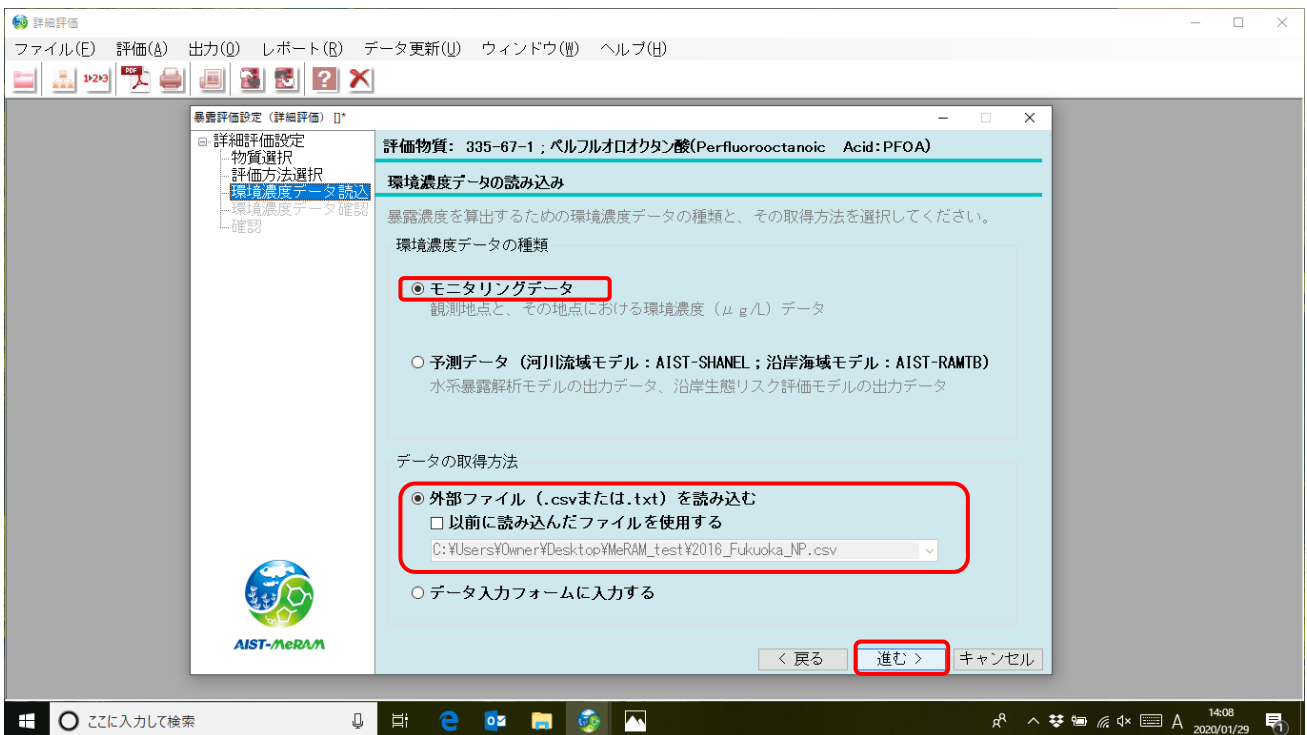 詳細評価
ファイル(F) 評価(A) 出力(O) レポート(R) データ更新(U) ウィンドウ(W) ヘルプ(H)
1▸2▸3
PDF
暴露評価設定（詳細評価） []*
詳細評価設定
物質選択
評価方法選択
環境濃度データ読込
環境濃度データ確認
確認
評価物質: 335-67-1 ; ペルフルオロオクタン酸(Perfluorooctanoic Acid:PFOA)
環境濃度データの読み込み
暴露濃度を算出するための環境濃度データの種類と、その取得方法を選択してください。
環境濃度データの種類
モニタリングデータ
観測地点と、その地点における環境濃度（μg/L）データ
予測データ（河川流域モデル：AIST-SHANEL；沿岸海域モデル：AIST-RAMTB）
水系暴露解析モデルの出力データ、沿岸生態リスク評価モデルの出力データ
データの取得方法
外部ファイル（.csvまたは.txt）を読み込む
以前に読み込んだファイルを使用する
C:¥Users¥Owner¥Desktop¥MeRAM_test¥2016_Fukuoka_NP.csv
データ入力フォームに入力する
AIST-MeRAM
< 戻る 進む > キャンセル
ここに入力して検索
A
14:08
2020/01/29
1